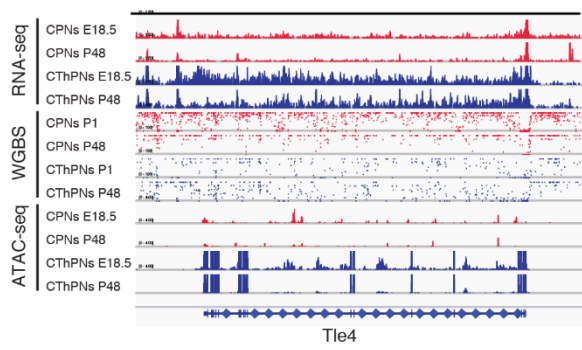 RNA-seq
CPNs E18.5
CPNs P48
CThPNs E18.5
CThPNs P48
WGBS
CPNs P1
CPNs P48
CThPNs P1
CThPNs P48
ATAC-seq
CPNs E18.5
CPNs P48
CThPNs E18.5
CThPNs P48
Tle4